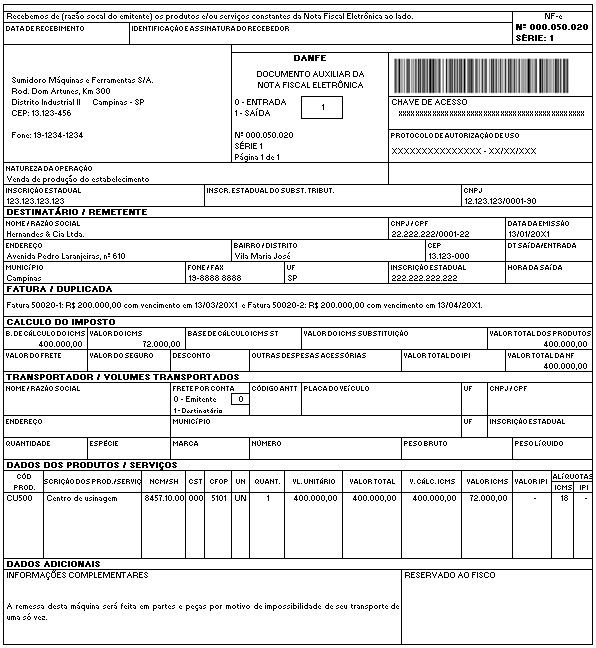 Recebemos de (razão socal do emitente) os produtos e/ou serviços constantes da Nota Fiscal Eletrônica ao lado.
NF-e
Nº 000.050.020
SÉRIE: 1
DATA DE RECEBIMENTO IDENTIFICAÇÃO E ASSINATURA DO RECEBEDOR
Sumidoro Máquinas e Ferramentas S/A.
Rod. Dom Artunes, Km 300
Distrito Industrial II Campinas - SP
CEP: 13.123-456
Fone: 19-1234-1234
DANFE
DOCUMENTO AUXILIAR DA
NOTA FISCAL ELETRÔNICA
0 - ENTRADA
1 - SAÍDA
1
Nº 000.050.020
SÉRIE 1
Página 1 de 1
CHAVE DE ACESSO
PROTOCOLO DE AUTORIZAÇÃO DE USO
XXXXXXXXXXXXXXX - XX/XX/XXX
NATUREZA DA OPERAÇÃO
Venda de produção do estabelecimento
INSCRIÇÃO ESTADUAL INSCR. ESTADUAL DO SUBST. TRIBUT. CNPJ
123.123.123.123 12.123.123/0001-90
DESTINATÁRIO / REMETENTE
NOME / RAZÃO SOCIAL CNPJ / CPF DATA DA EMISSÃO
Hernandes & Cia Ltda. 22.222.222/0001-22 13/01/20X1
ENDEREÇO BAIRRO / DISTRITO CEP DT SAÍDA/ENTRADA
Avenida Pedro Laranjeiras, nº 610 Vila Maria José 13.123-000
MUNICÍPIO FONE / FAX UF INSCRIÇÃO ESTADUAL HORA DA SAÍDA
Campinas 19-8888 8888 SP 222.222.222.222
FATURA / DUPLICADA
Fatura 50020-1: R$ 200.000,00 com vencimento em 13/03/20X1 e Fatura 50020-2: R$ 200.000,00 com vencimento em 13/04/20X1.
CALCULO DO IMPOSTO
B. DE CÁLCULO DO ICMS VALOR DO ICMS BASE DE CÁLCULO ICMS ST VALOR DO ICMS SUBSTITUIÇÃO VALOR TOTAL DOS PRODUTOS
400.000,00 72.000,00 400.000,00
VALOR DO FRETE VALOR DO SEGURO DESCONTO OUTRAS DESPESAS ACESSÓRIAS VALOR TOTAL DO IPI VALOR TOTAL DA NF
400.000,00
TRANSPORTADOR / VOLUMES TRANSPORTADOS
NOME / RAZÃO SOCIAL FRETE POR CONTA CÓDIGO ANTT PLACA DO VEÍCULO UF CNPJ / CPF
0 - Emitente 0
1- Destinatário
ENDEREÇO MUNICÍPIO UF INSCRIÇÃO ESTADUAL
QUANTIDADE ESPÉCIE MARCA NÚMERO PESO BRUTO PESO LÍQUIDO
DADOS DOS PRODUTOS / SERVIÇOS
CÓD PROD. SCRIÇÃO DOS PROD./SERVIÇ NCM/SH CST CFOP UN QUANT. VL. UNITÁRIO VALOR TOTAL V. CÁLC. ICMS VALOR ICMS VALOR IPI ALÍQUOTAS
ICMS IPI
CU500 Centro de usinagem 8457.10.00 000 5101 UN 1 400.000,00 400.000,00 400.000,00 72.000,00 - 18 -
DADOS ADICIONAIS
INFORMAÇÕES COMPLEMENTARES RESERVADO AO FISCO
A remessa desta máquina será feita em partes e peças por motivo de impossibilidade de seu transporte de
uma só vez.